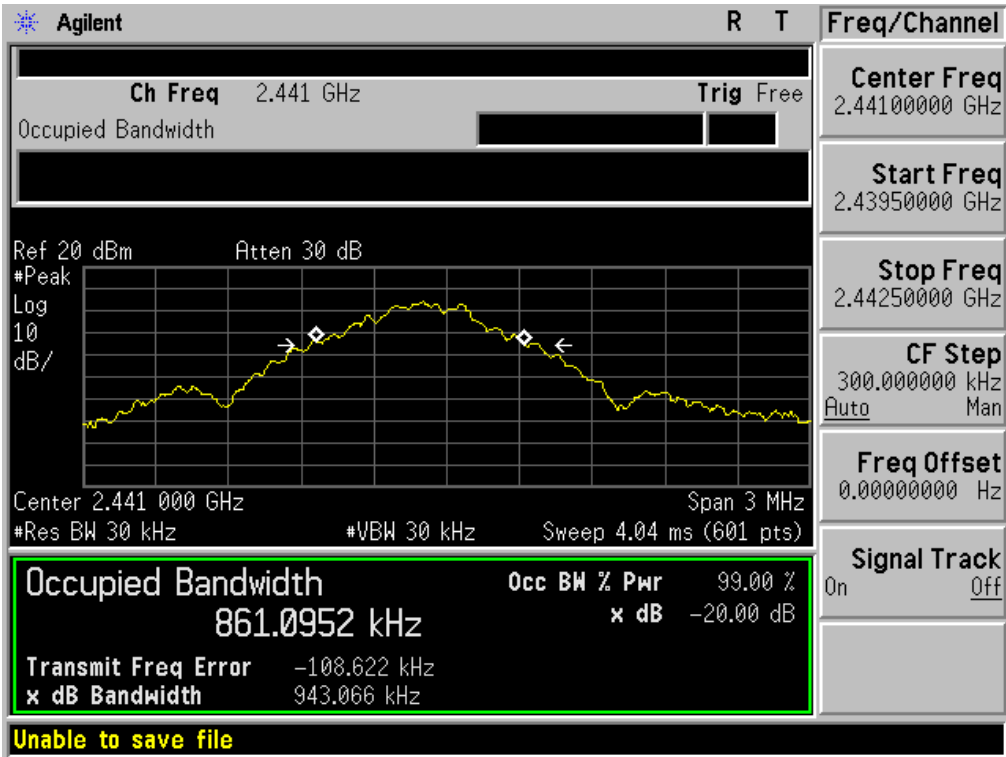 Agilent R T Freq/Channel
Ch Freq 2.441 GHz Trig Free
Occupied Bandwidth
Center Freq
2.44100000 GHz
Start Freq
2.43950000 GHz
Stop Freq
2.44250000 GHz
CF Step
300.000000 kHz
Auto Man
Freq Offset
0.00000000 Hz
Signal Track
On Off
Ref 20 dBm Atten 30 dB
#Peak
Log
10
dB/
Center 2.441 000 GHz Span 3 MHz
#Res BW 30 kHz #VBW 30 kHz Sweep 4.04 ms (601 pts)
Occupied Bandwidth Occ BW % Pwr 99.00 %
861.0952 kHz x dB -20.00 dB
Transmit Freq Error -108.622 kHz
x dB Bandwidth 943.066 kHz
Unable to save file